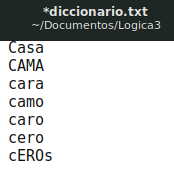 *diccionario.txt
~/Documentos/Logica3
Casa
CAMA
cara
camo
caro
cero
cEROs